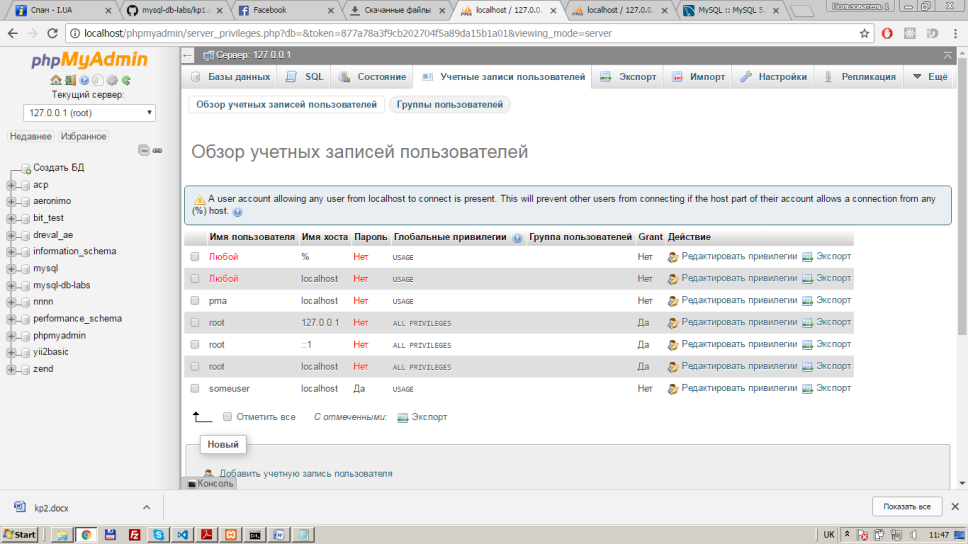 Спам - I.UA
mysql-db-labs/kp1.p
Facebook
Скачанные файлы
localhost / 127.0.0.
localhost / 127.0.0.
MySQL :: MySQL 5.
Пользователь 1
localhost/phpmyadmin/server_privileges.php?db=&token=877a78a3f9cb202704f5a89da15b1a01&viewing_mode=server
phpMyAdmin
Текущий сервер:
127.0.0.1 (root)
Недавнее Избранное
Создать БД
acp
aeronimo
bit_test
dreval_ae
information_schema
mysql
mysql-db-labs
nnnn
performance_schema
phpmyadmin
yii2basic
zend
Сервер: 127.0.0.1
Базы данных SQL Состояние Учетные записи пользователей Экспорт Импорт Настройки Репликация Ещё
Обзор учетных записей пользователей Группы пользователей
Обзор учетных записей пользователей
A user account allowing any user from localhost to connect is present. This will prevent other users from connecting if the host part of their account allows a connection from any
(%) host.
Имя пользователя Имя хоста Пароль Глобальные привилегии Группа пользователей Grant Действие
Любой % Нет USAGE Нет Редактировать привилегии Экспорт
Любой localhost Нет USAGE Нет Редактировать привилегии Экспорт
pma localhost Нет USAGE Нет Редактировать привилегии Экспорт
root 127.0.0.1 Нет ALL PRIVILEGES Да Редактировать привилегии Экспорт
root ::1 Нет ALL PRIVILEGES Да Редактировать привилегии Экспорт
root localhost Нет ALL PRIVILEGES Да Редактировать привилегии Экспорт
someuser localhost Да USAGE Нет Редактировать привилегии Экспорт
Отметить все С отмеченными: Экспорт
Новый
Добавить учетную запись пользователя
Консоль
kp2.docx
Показать все
Start
UK
11:47